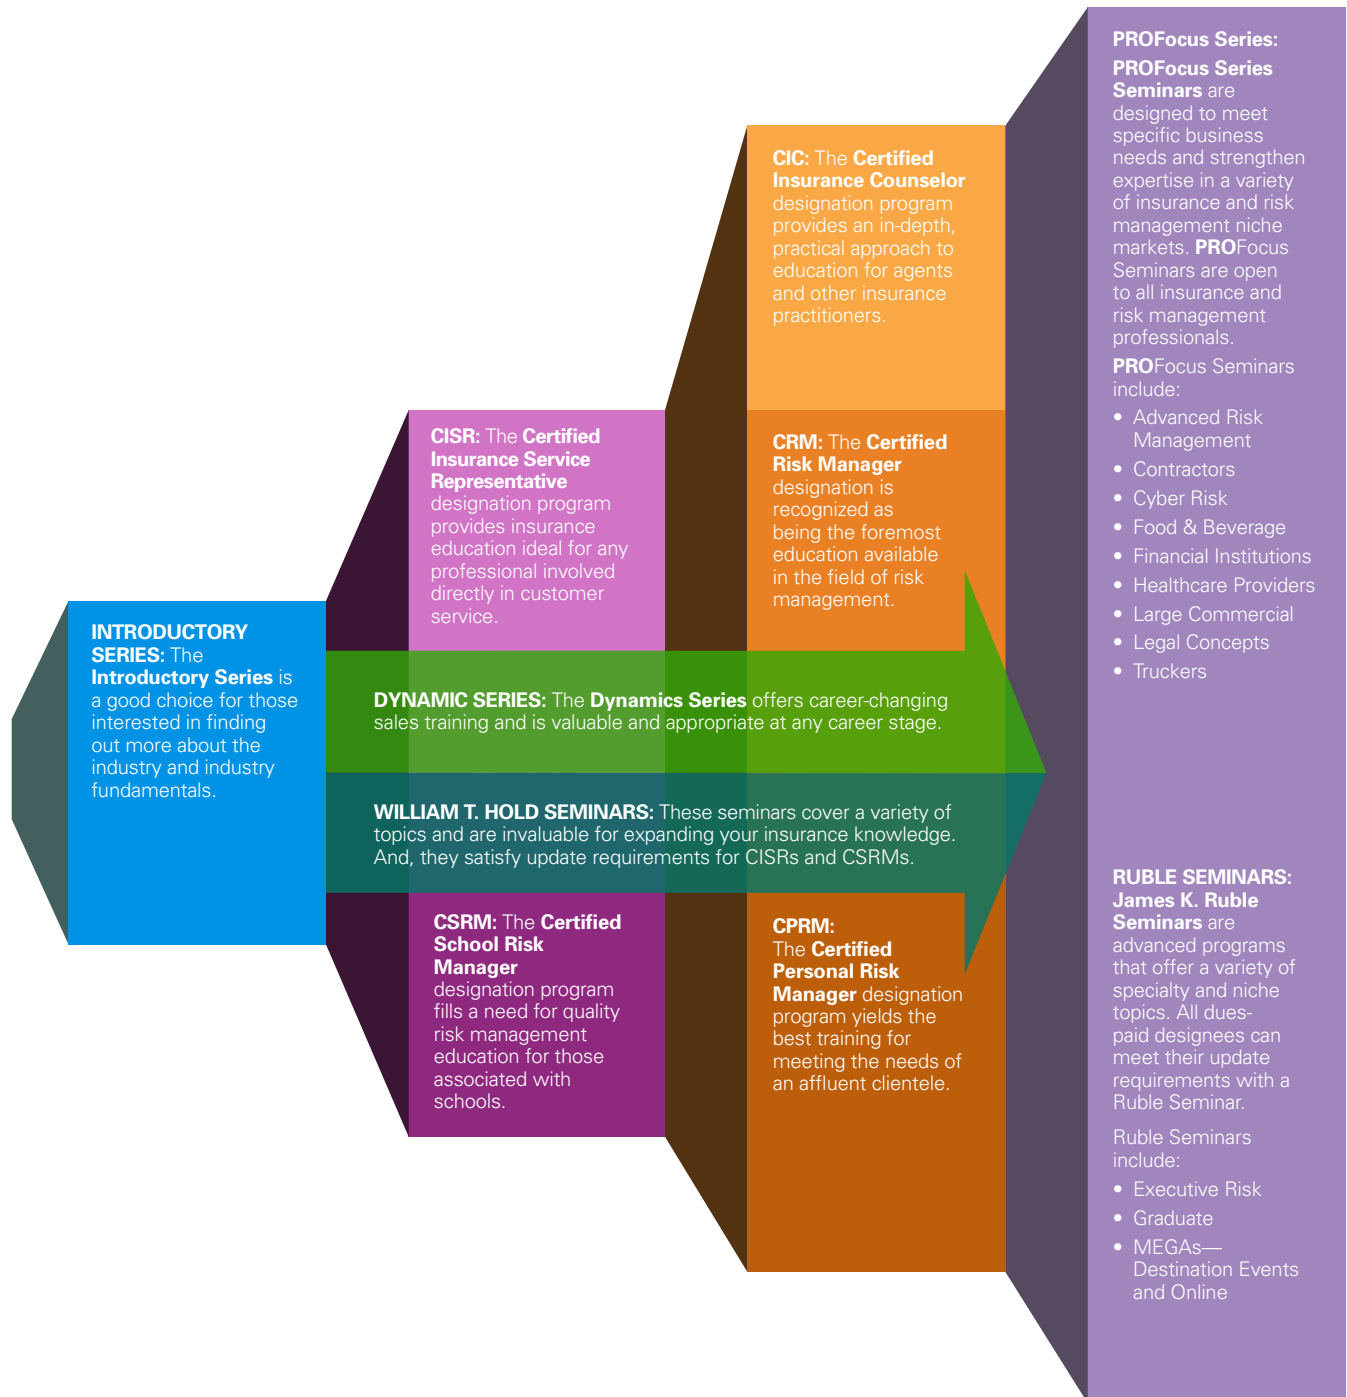 INTRODUCTORY
SERIES: The
Introductory Series is
a good choice for those
interested in finding
out more about the
industry and industry
fundamentals.
CISR: The Certified
Insurance Service
Representative
designation program
provides insurance
education ideal for any
professional involved
directly in customer
service.
DYNAMIC SERIES: The Dynamics Series offers career-changing
sales training and is valuable and appropriate at any career stage.
WILLIAM T. HOLD SEMINARS: These seminars cover a variety of
topics and are invaluable for expanding your insurance knowledge.
And, they satisfy update requirements for CISRs and CSRMs.
CSRM: The Certified
School Risk
Manager
designation program
fills a need for quality
risk management
education for those
associated with
schools.
CIC: The Certified
Insurance Counselor
designation program
provides an in-depth,
practical approach to
education for agents
and other insurance
practitioners.
CRM: The Certified
Risk Manager
designation is
recognized as
being the foremost
education available
in the field of risk
management.
CPRM:
The Certified
Personal Risk
Manager designation
program yields the
best training for
meeting the needs of
an affluent clientele.
PROFocus Series:
PROFocus Series
Seminars are
designed to meet
specific business
needs and strengthen
expertise in a variety
of insurance and risk
management niche
markets. PROFocus
Seminars are open
to all insurance and
risk management
professionals.
PROFocus Seminars
include:
• Advanced Risk
Management
• Contractors
• Cyber Risk
• Food & Beverage
• Financial Institutions
• Healthcare Providers
• Large Commercial
• Legal Concepts
• Truckers
RUBLE SEMINARS:
James K. Ruble
Seminars are
advanced programs
that offer a variety of
specialty and niche
topics. All dues-
paid designees can
meet their update
requirements with a
Ruble Seminar.
Ruble Seminars
include:
• Executive Risk
• Graduate
• MEGAs—
Destination Events
and Online